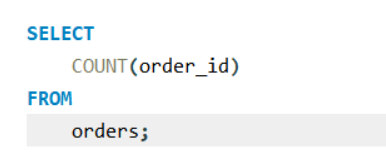 SELECT
    COUNT(order_id)
FROM
    orders;